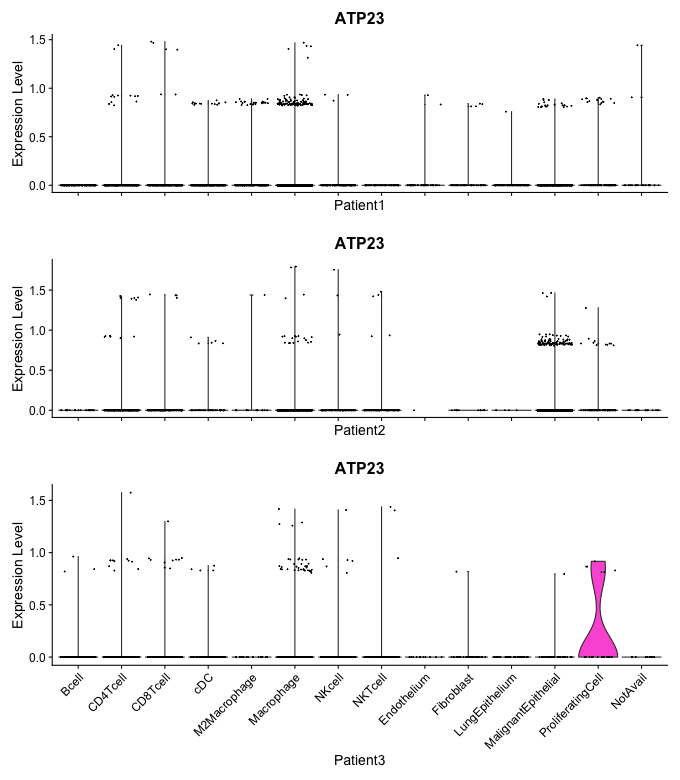 ATP23
Expression Level
1.5
1.0
0.5
0.0
Patient1
ATP23
Expression Level
1.5
1.0
0.5
0.0
Patient2
ATP23
Expression Level
1.5
1.0
0.5
0.0
Bcell
CD4Tcell
CD8Tcell
cDC
M2Macrophage
Macrophage
NKcell
NKTcell
Endothelium
Fibroblast
LungEpithelium
MalignantEpithelial
ProliferatingCell
NotAvail
Patient3